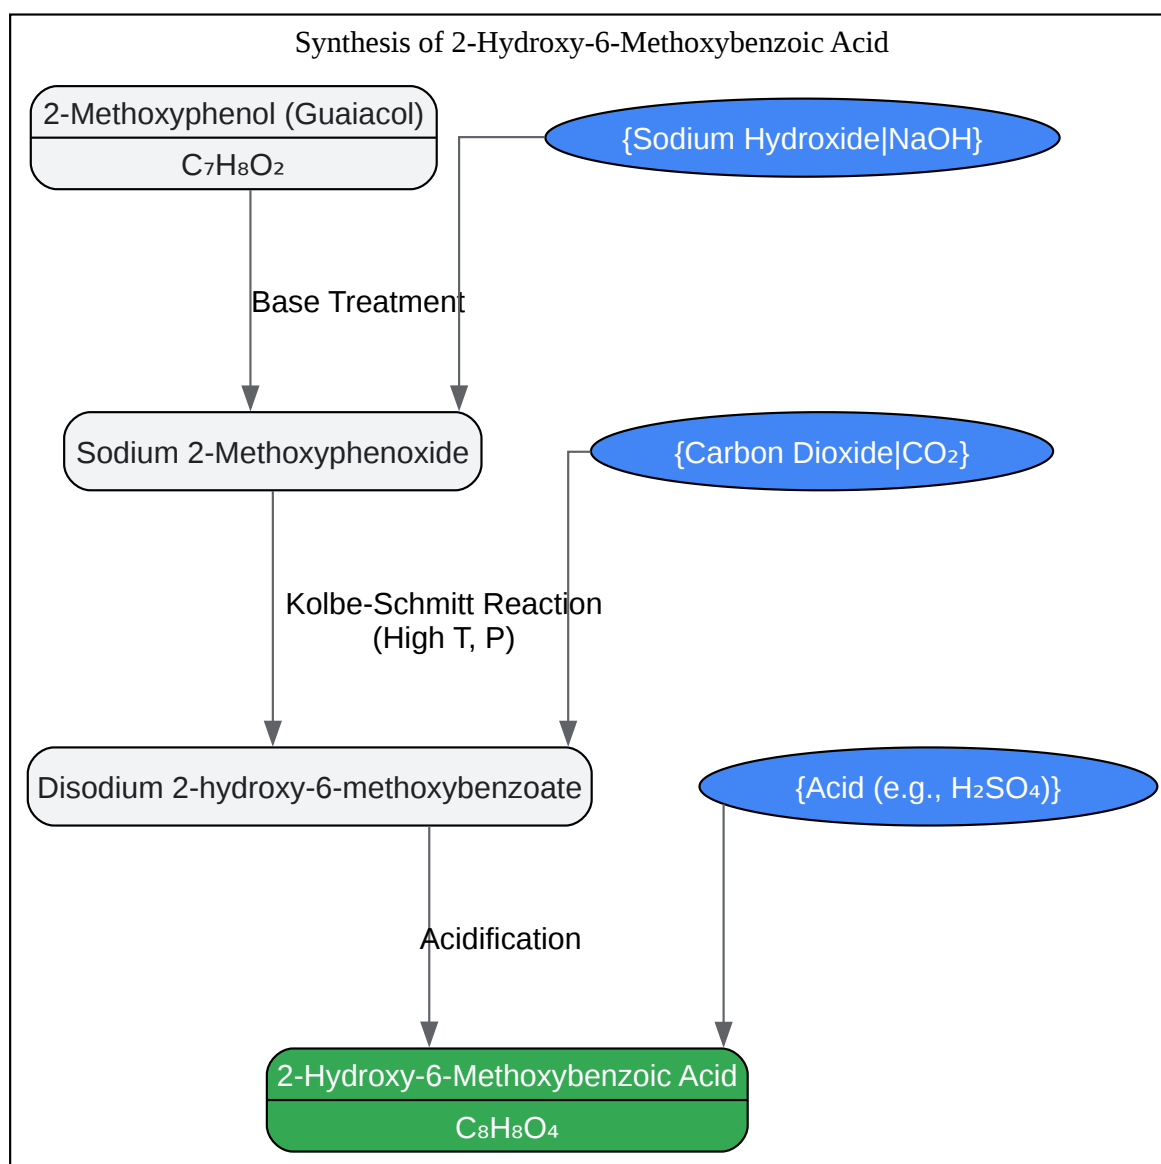 Synthesis of 2-Hydroxy-6-Methoxybenzoic Acid
2-Methoxyphenol (Guaiacol)
C₇H₈O₂
{Sodium Hydroxide|NaOH}
Base Treatment
Sodium 2-Methoxyphenoxide
{Carbon Dioxide|CO₂}
Kolbe-Schmitt Reaction
(High T, P)
Disodium 2-hydroxy-6-methoxybenzoate
{Acid (e.g., H₂SO₄)}
Acidification
2-Hydroxy-6-Methoxybenzoic Acid
C₈H₈O₄